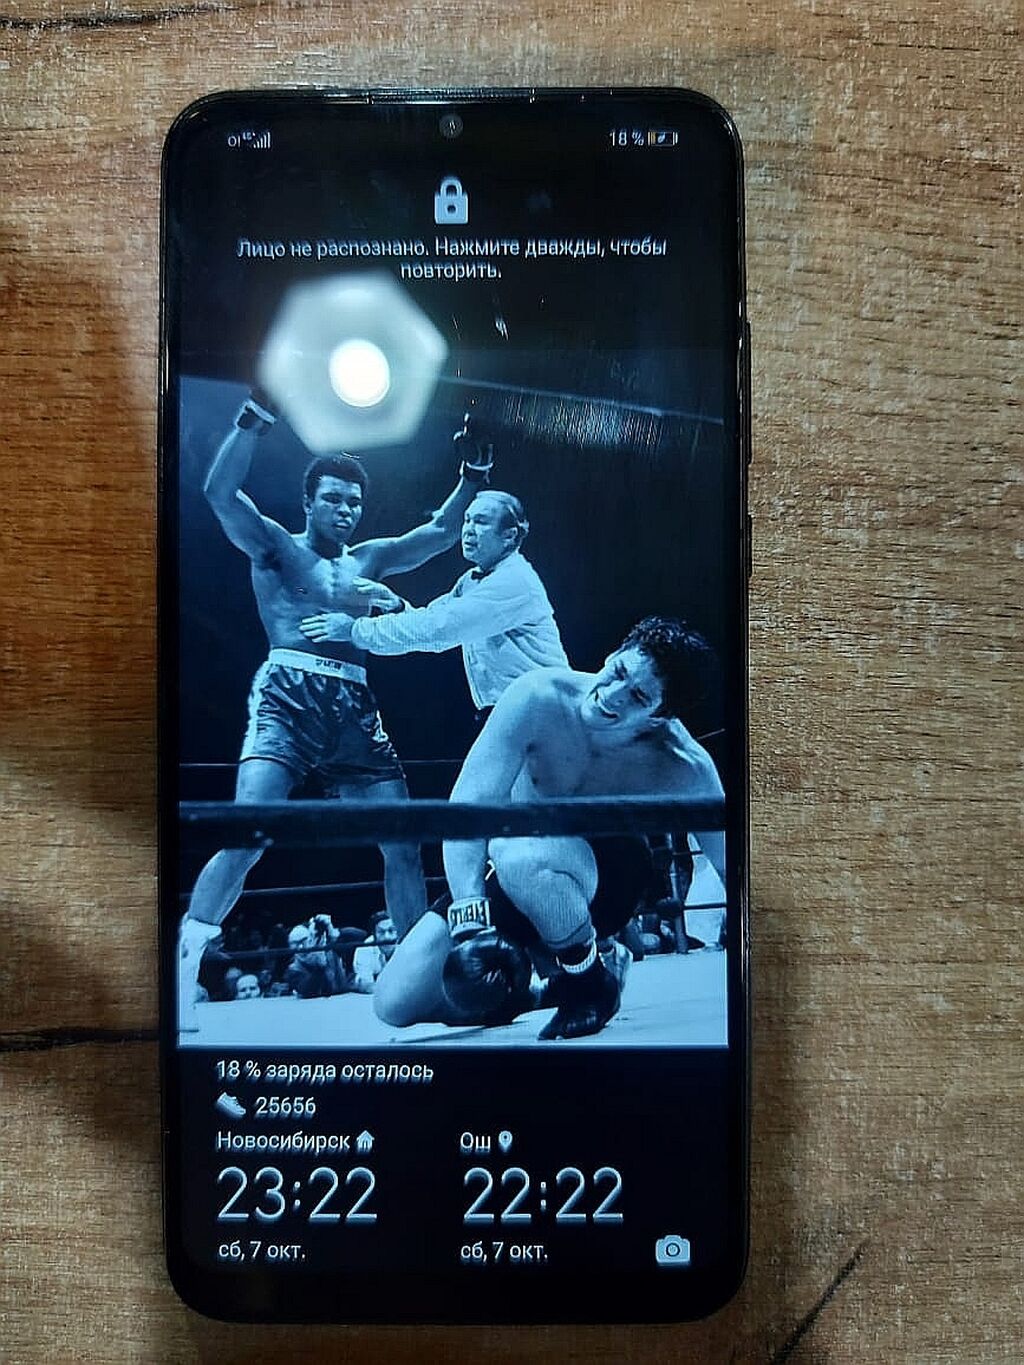 4G 18 %
Лицо не распознано. Нажмите дважды, чтобы
повторить.
EVERLAST
18 % заряда осталось
25656
Новосибирск Ош
23:22 22:22
сб, 7 окт. сб, 7 окт.